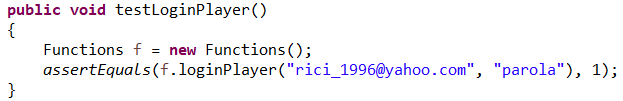 public void testLoginPlayer()
{
Functions f = new Functions();
assertEquals(f.loginPlayer("rici_1996@yahoo.com", "parola"), 1);
}